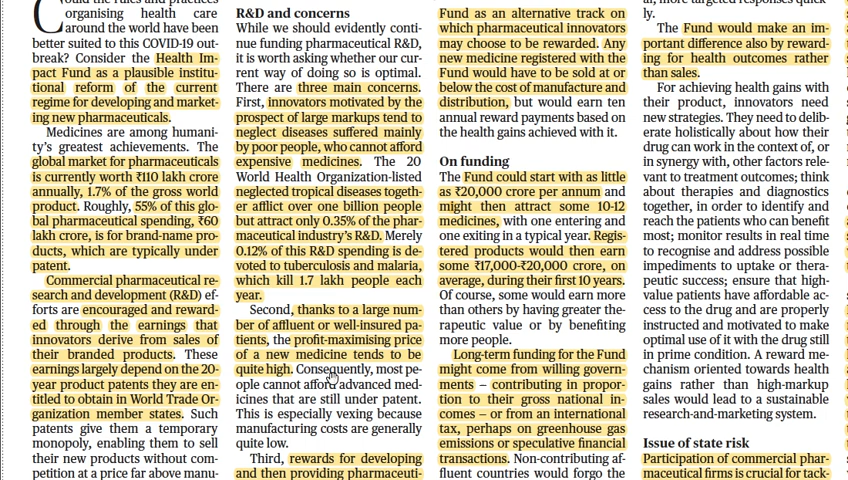 Could the rules and practices
organising health care
around the world have been
better suited to this COVID-19 out-
break? Consider the Health Im-
pact Fund as a plausible institu-
tional reform of the current
regime for developing and market-
ing new pharmaceuticals.
Medicines are among humani-
ty's greatest achievements. The
global market for pharmaceuticals
is currently worth ₹110 lakh crore
annually, 1.7% of the gross world
product. Roughly, 55% of this glo-
bal pharmaceutical spending, ₹60
lakh crore, is for brand-name pro-
ducts, which are typically under
patent.
Commercial pharmaceutical re-
search and development (R&D) ef-
forts are encouraged and reward-
ed through the earnings that
innovators derive from sales of
their branded products. These
earnings largely depend on the 20-
year product patents they are en-
titled to obtain in World Trade Or-
ganization member states. Such
patents give them a temporary
monopoly, enabling them to sell
their new products without com-
petition at a price far above manu-
R&D and concerns
While we should evidently conti-
nue funding pharmaceutical R&D,
it is worth asking whether our cur-
rent way of doing so is optimal.
There are three main concerns.
First, innovators motivated by the
prospect of large markups tend to
neglect diseases suffered mainly
by poor people, who cannot afford
expensive medicines. The 20
World Health Organization-listed
neglected tropical diseases togeth-
er afflict over one billion people
but attract only 0.35% of the phar-
maceutical industry's R&D. Merely
0.12% of this R&D spending is de-
voted to tuberculosis and malaria,
which kill 1.7 lakh people each
year.
Second, thanks to a large num-
ber of affluent or well-insured pa-
tients, the profit-maximising price
of a new medicine tends to be
quite high. Consequently, most pe-
ople cannot afford advanced med-
icines that are still under patent.
This is especially vexing because
manufacturing costs are generally
quite low.
Third, rewards for developing
and then providing pharmaceuti-
Fund as an alternative track on
which pharmaceutical innovators
may choose to be rewarded. Any
new medicine registered with the
Fund would have to be sold at or
below the cost of manufacture and
distribution, but would earn ten
annual reward payments based on
the health gains achieved with it.
On funding
The Fund could start with as little
as ₹20,000 crore per annum and
might then attract some 10-12
medicines, with one entering and
one exiting in a typical year. Regis-
tered products would then earn
some ₹17,000-₹20,000 crore, on
average, during their first 10 years.
Of course, some would earn more
than others by having greater the-
rapeutic value or by benefiting
more people.
Long-term funding for the Fund
might come from willing govern-
ments – contributing in propor-
tion to their gross national in-
comes – or from an international
tax, perhaps on greenhouse gas
emissions or speculative financial
transactions. Non-contributing af-
fluent countries would forgo the
al, more targeted responses quick-
ly.
The Fund would make an im-
portant difference also by reward-
ing for health outcomes rather
than sales.
For achieving health gains with
their product, innovators need
new strategies. They need to delib-
erate holistically about how their
drug can work in the context of, or
in synergy with, other factors rele-
vant to treatment outcomes; think
about therapies and diagnostics
together, in order to identify and
reach the patients who can benefit
most; monitor results in real time
to recognise and address possible
impediments to uptake or thera-
peutic success; ensure that high-
value patients have affordable ac-
cess to the drug and are properly
instructed and motivated to make
optimal use of it with the drug still
in prime condition. A reward me-
chanism oriented towards health
gains rather than high-markup
sales would lead to a sustainable
research-and-marketing system.
Issue of state risk
Participation of commercial phar-
maceutical firms is crucial for tack-